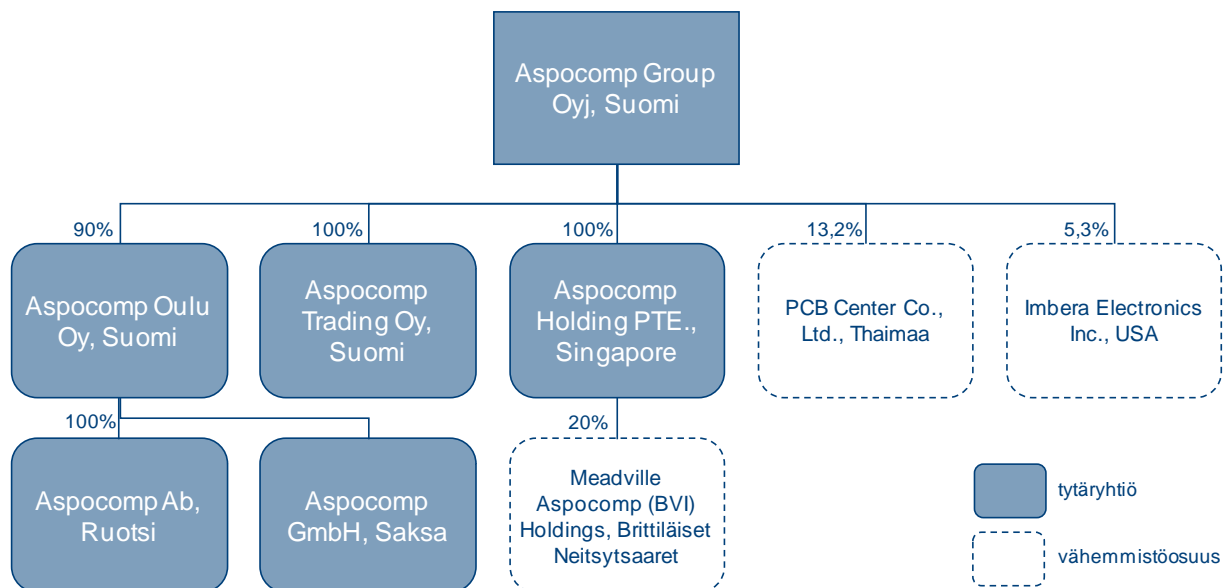 Aspocomp Group
Oyj, Suomi
90%
100%
100%
13,2%
5,3%
Aspocomp Oulu
Oy, Suomi
Aspocomp
Trading Oy,
Suomi
Aspocomp
Holding PTE.,
Singapore
PCB Center Co.,
Ltd., Thaimaa
Imbera Electronics
Inc., USA
100%
20%
Aspocomp Ab,
Ruotsi
Aspocomp
GmbH, Saksa
Meadville
Aspocomp (BVI)
Holdings, Brittiläiset
Neitsytsaaret
tytäryhtiö
vähemmistöosuus